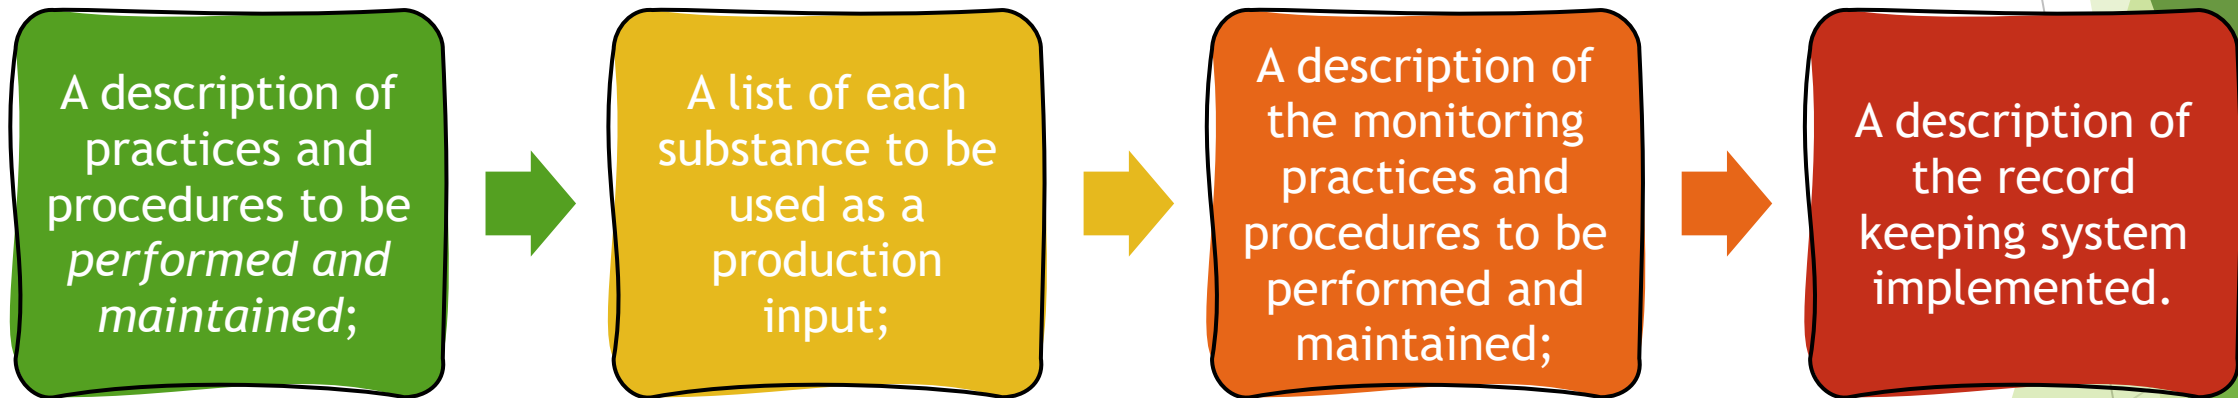 A description of
practices and
procedures to be
performed and
maintained;
A list of each
substance to be
used as a
production
input;
A description of
the monitoring
practices and
procedures to be
performed and
maintained;
A description of
the record
keeping system
implemented.